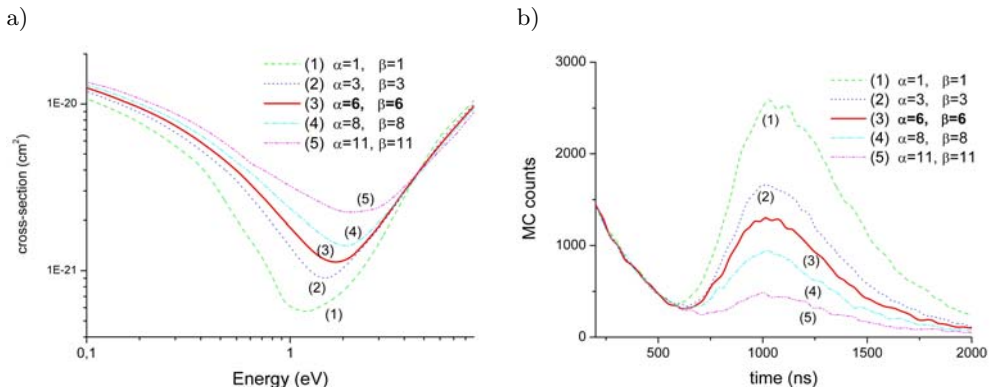 a)
(1) α=1, β=1
(2) α=3, β=3
(3) α=6, β=6
(4) α=8, β=8
(5) α=11, β=11
1E-20
1E-21
cross-section (cm²)
(5)
(4)
(3)
(2)
(1)
0,1
1
Energy (eV)
b)
3000
2000
1000
0
MC counts
(1) α=1, β=1
(2) α=3, β=3
(3) α=6, β=6
(4) α=8, β=8
(5) α=11, β=11
(1)
(2)
(3)
(4)
(5)
500
1000
1500
2000
time (ns)